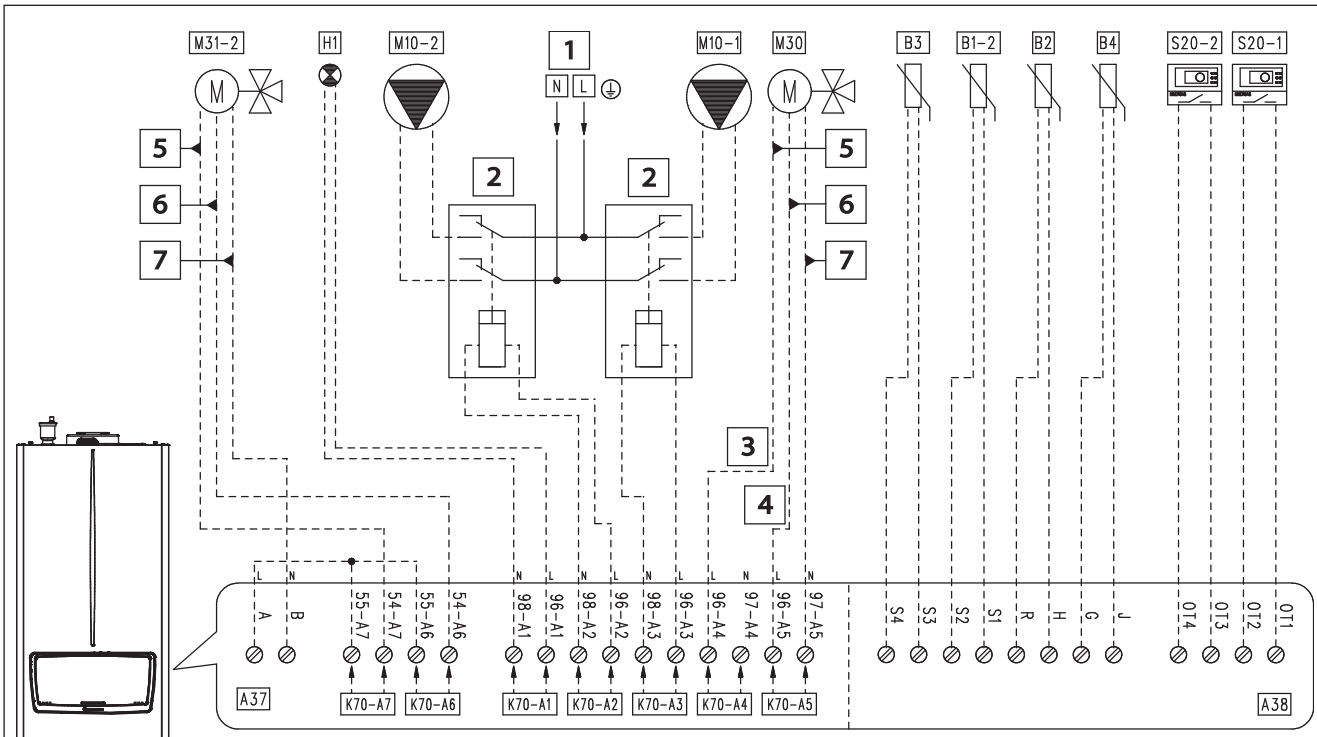 M31-2 H1 M10-2 1 M10-1 M30 B3 B1-2 B2 B4 S20-2 S20-1
M N L M
5 5
2 2
6 6
7 7
3
4
L N N L N L N L L N L N
A B 55-A7 54-A7 55-A6 54-A6 98-A1 96-A1 98-A2 96-A2 98-A3 96-A3 96-A4 97-A4 96-A5 97-A5 S4 S3 S2 S1 R H G J OT4 OT3 OT2 OT1
A37 K70-A7 K70-A6 K70-A1 K70-A2 K70-A3 K70-A4 K70-A5 A38